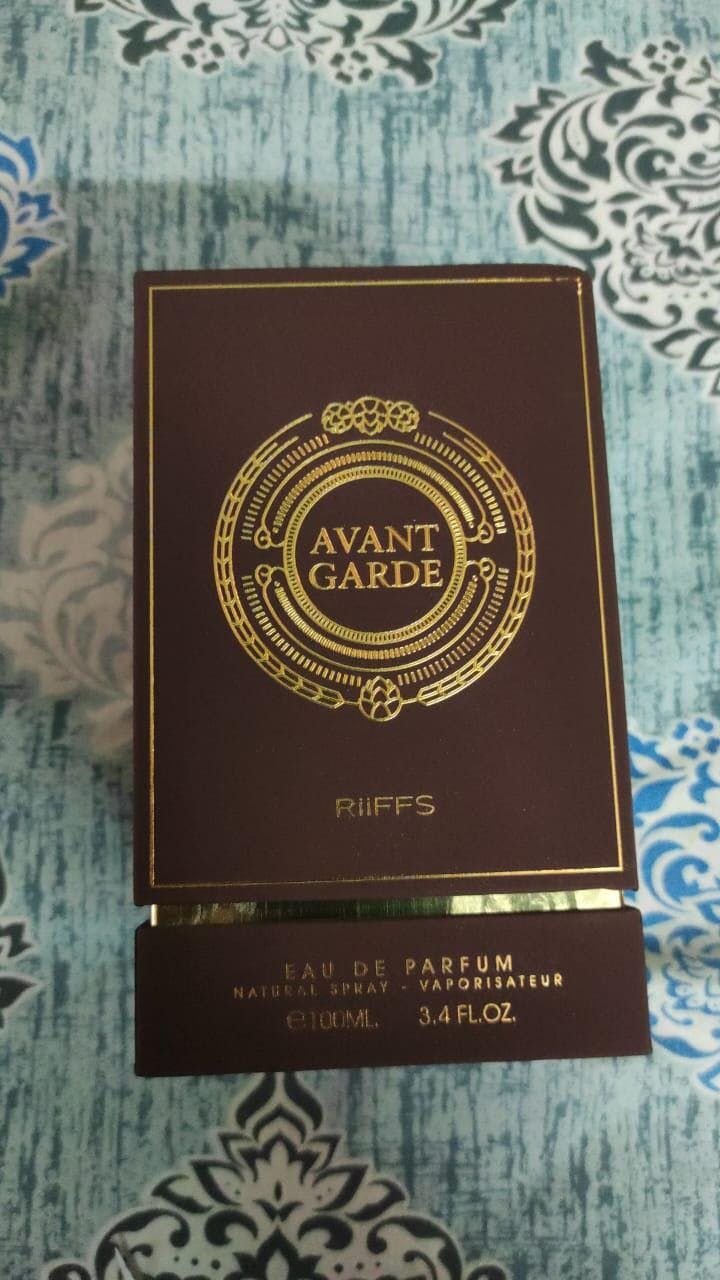 AVANT
GARDE
RiiFFS
EAU DE PARFUM
NATURAL SPRAY - VAPORISATEUR
℮100ML. 3.4 FL.OZ.